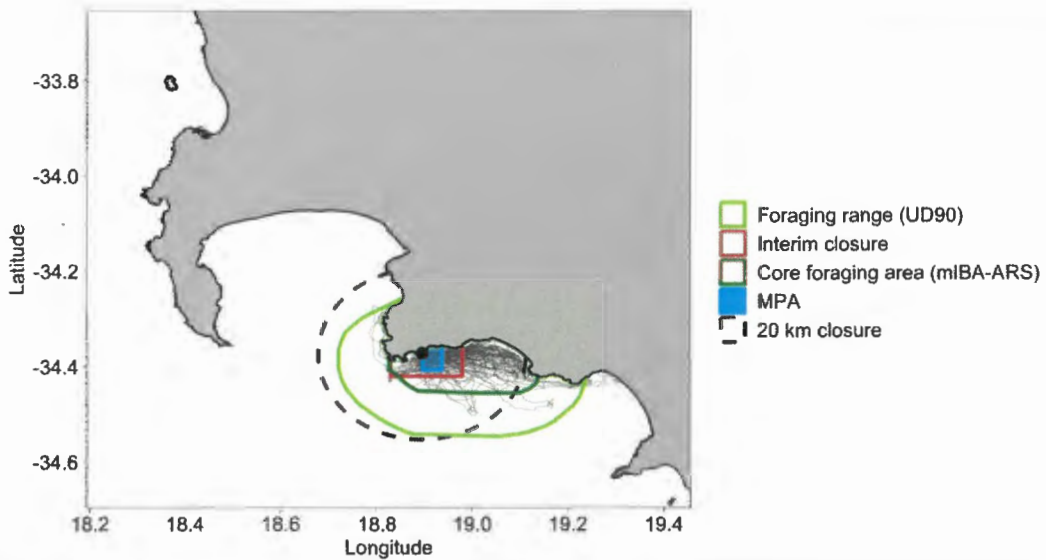 -33.8
-34.0
-34.2
-34.4
-34.6
Latitude
18.2 18.4 18.6 18.8 19.0 19.2 19.4
Longitude
Foraging range (UD90)
Interim closure
Core foraging area (mIBA-ARS)
MPA
20 km closure